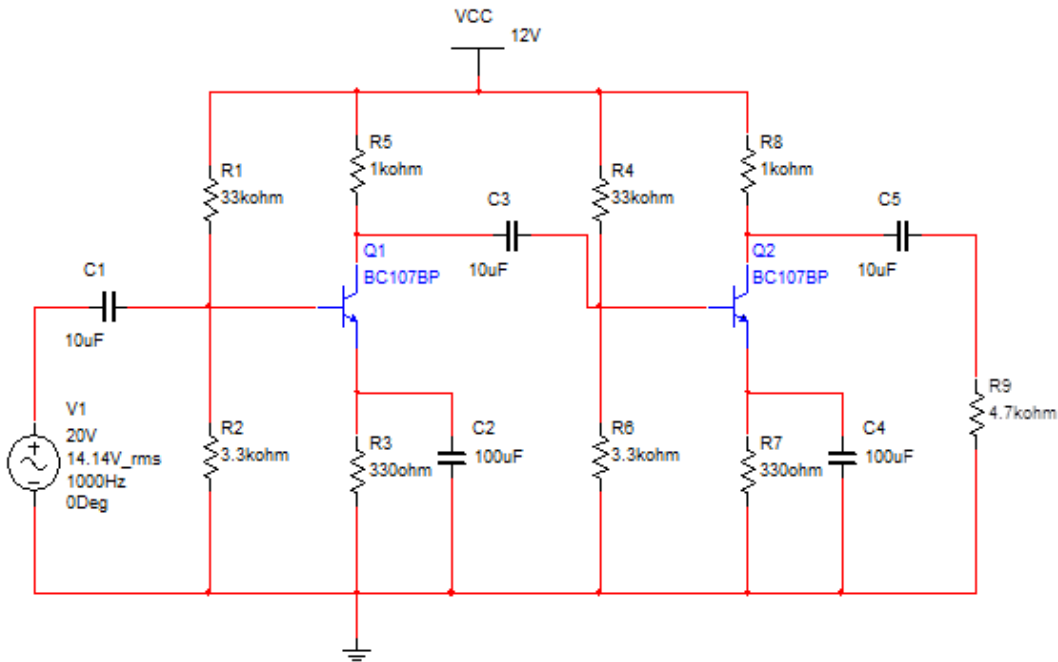 VCC
12V
R1
33kohm
R5
1kohm
R4
33kohm
R8
1kohm
C3
10uF
C5
10uF
Q1
BC107BP
Q2
BC107BP
C1
10uF
V1
20V
14.14V_rms
1000Hz
0Deg
R2
3.3kohm
R3
330ohm
C2
100uF
R6
3.3kohm
R7
330ohm
C4
100uF
R9
4.7kohm